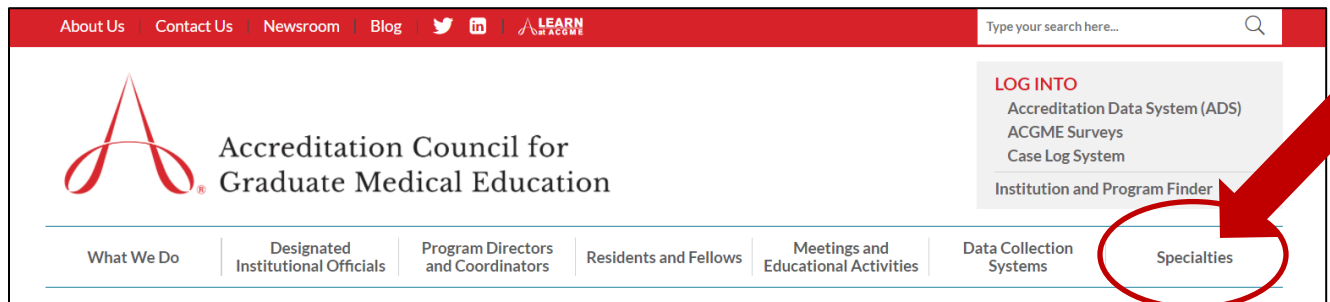 About Us Contact Us Newsroom Blog LEARN at ACGME Type your search here...
LOG INTO
Accreditation Data System (ADS)
ACGME Surveys
Case Log System
Institution and Program Finder
Accreditation Council for
Graduate Medical Education
®
What We Do
Designated
Institutional Officials
Program Directors
and Coordinators
Residents and Fellows
Meetings and
Educational Activities
Data Collection
Systems
Specialties